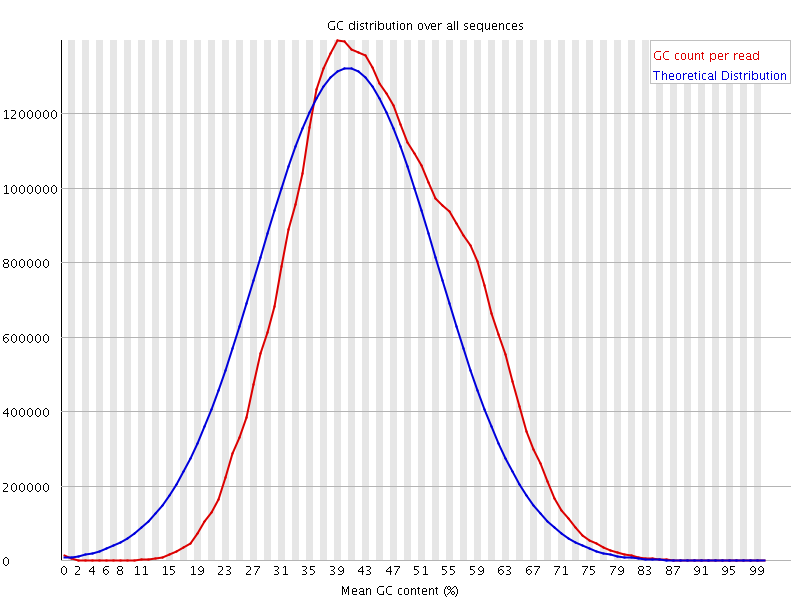 GC distribution over all sequences
GC count per read
Theoretical Distribution
1200000
1000000
800000
600000
400000
200000
0
0 2 4 6 8 11 15 19 23 27 31 35 39 43 47 51 55 59 63 67 71 75 79 83 87 91 95 99
Mean GC content (%)